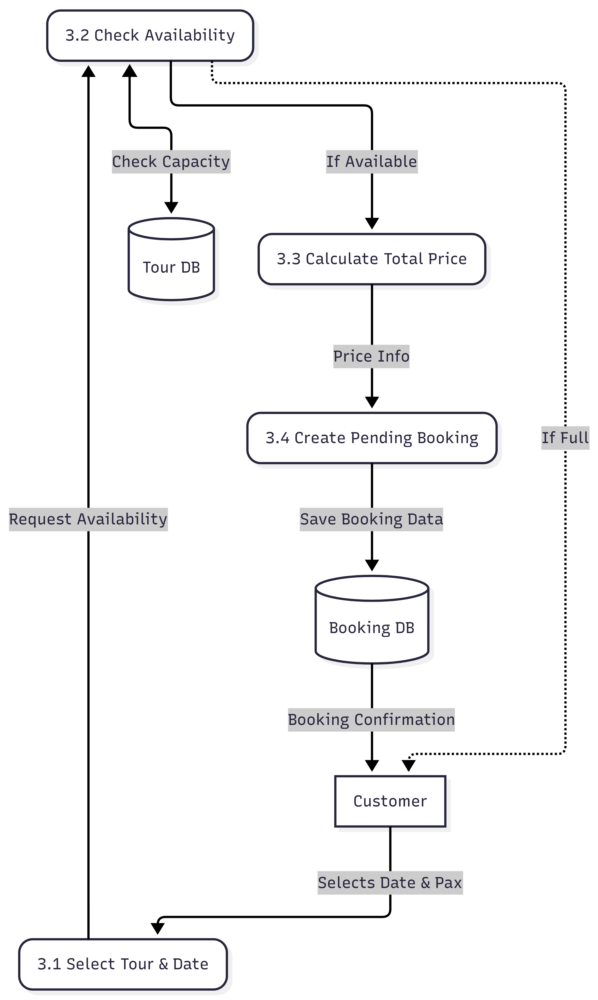 3.2 Check Availability
Check Capacity
If Available
Tour DB
3.3 Calculate Total Price
Price Info
3.4 Create Pending Booking
If Full
Request Availability
Save Booking Data
Booking DB
Booking Confirmation
Customer
Selects Date & Pax
3.1 Select Tour & Date